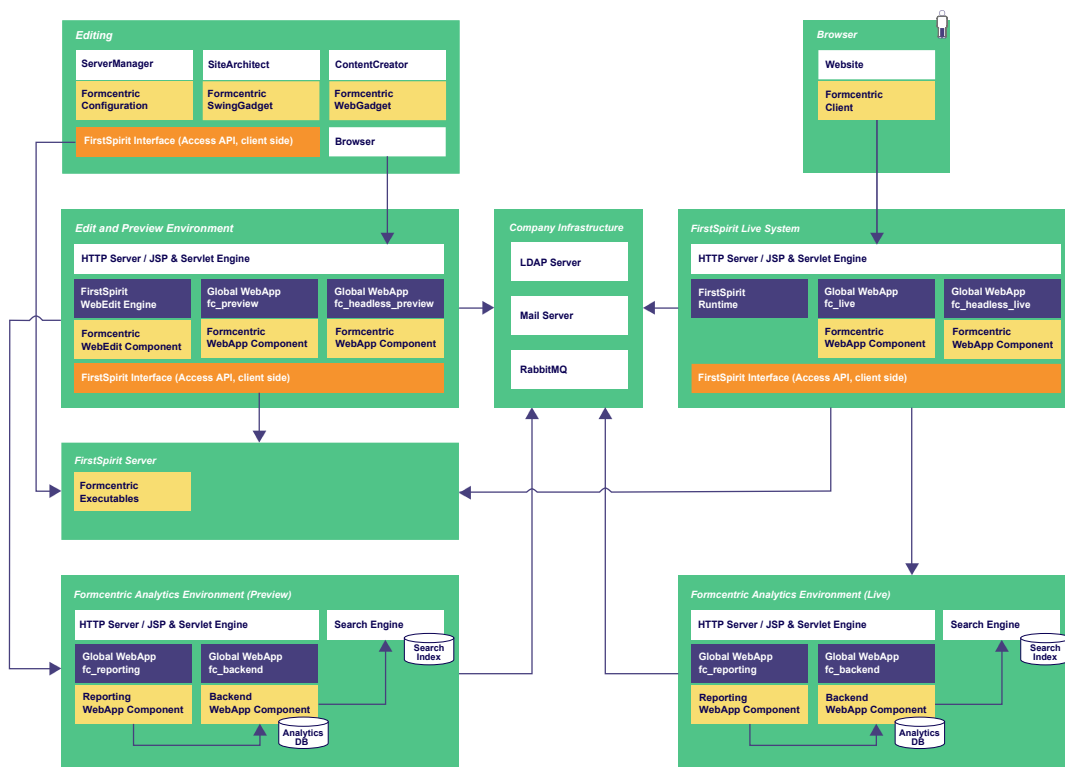 Editing
ServerManager
SiteArchitect
ContentCreator
Formcentric
Configuration
Formcentric
SwingGadget
Formcentric
WebGadget
FirstSpirit Interface (Access API, client side)
Browser
Browser
Website
Formcentric
Client
Edit and Preview Environment
HTTP Server / JSP & Servlet Engine
FirstSpirit
WebEdit Engine
Global WebApp
fc_preview
Global WebApp
fc_headless_preview
Formcentric
WebEdit Component
Formcentric
WebApp Component
Formcentric
WebApp Component
FirstSpirit Interface (Access API, client side)
Company Infrastructure
LDAP Server
Mail Server
RabbitMQ
FirstSpirit Live System
HTTP Server / JSP & Servlet Engine
FirstSpirit
Runtime
Global WebApp
fc_live
Global WebApp
fc_headless_live
Formcentric
WebApp Component
Formcentric
WebApp Component
FirstSpirit Interface (Access API, client side)
FirstSpirit Server
Formcentric
Executables
Formcentric Analytics Environment (Preview)
HTTP Server / JSP & Servlet Engine
Search Engine
Search
Index
Global WebApp
fc_reporting
Global WebApp
fc_backend
Reporting
WebApp Component
Backend
WebApp Component
Analytics
DB
Formcentric Analytics Environment (Live)
HTTP Server / JSP & Servlet Engine
Search Engine
Search
Index
Global WebApp
fc_reporting
Global WebApp
fc_backend
Reporting
WebApp Component
Backend
WebApp Component
Analytics
DB